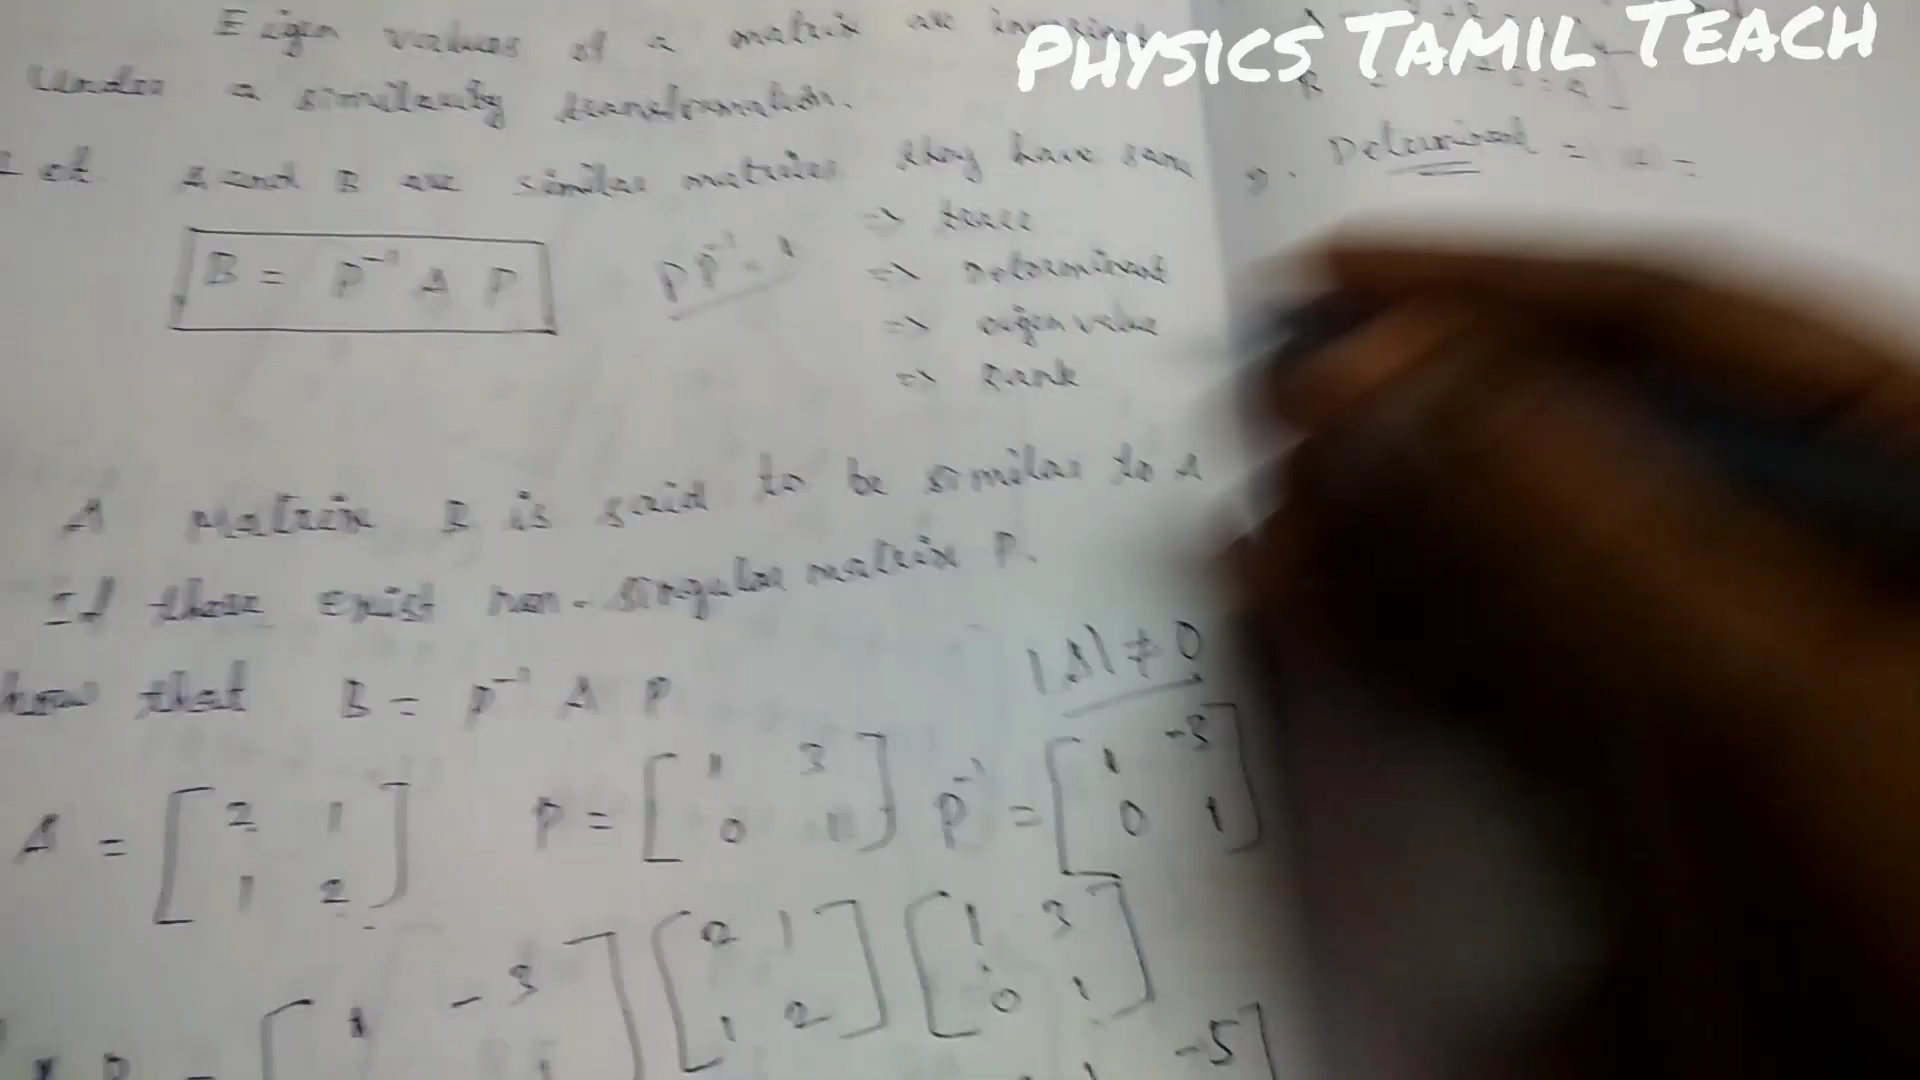 PHYSICS TAMIL TEACH
Eigen values of a matrix are
under a similarity transformation.
Let A and B are similar matrices they have same
=> trace
B = P⁻¹ A P
P P⁻¹ = 1
=> Determinant
=> eigen value
=> Rank
Determinant =
A matrix B is said to be similar to A
If there exist non-singular matrix P.
that B = P⁻¹ A P
|A| ≠ 0
A = [2 1
1 2]
P = [1 3
0 1]
P⁻¹ = [1 -3
0 1]
[1 -3
1] [2 1
1 2] [1 3
0 1]
-5]